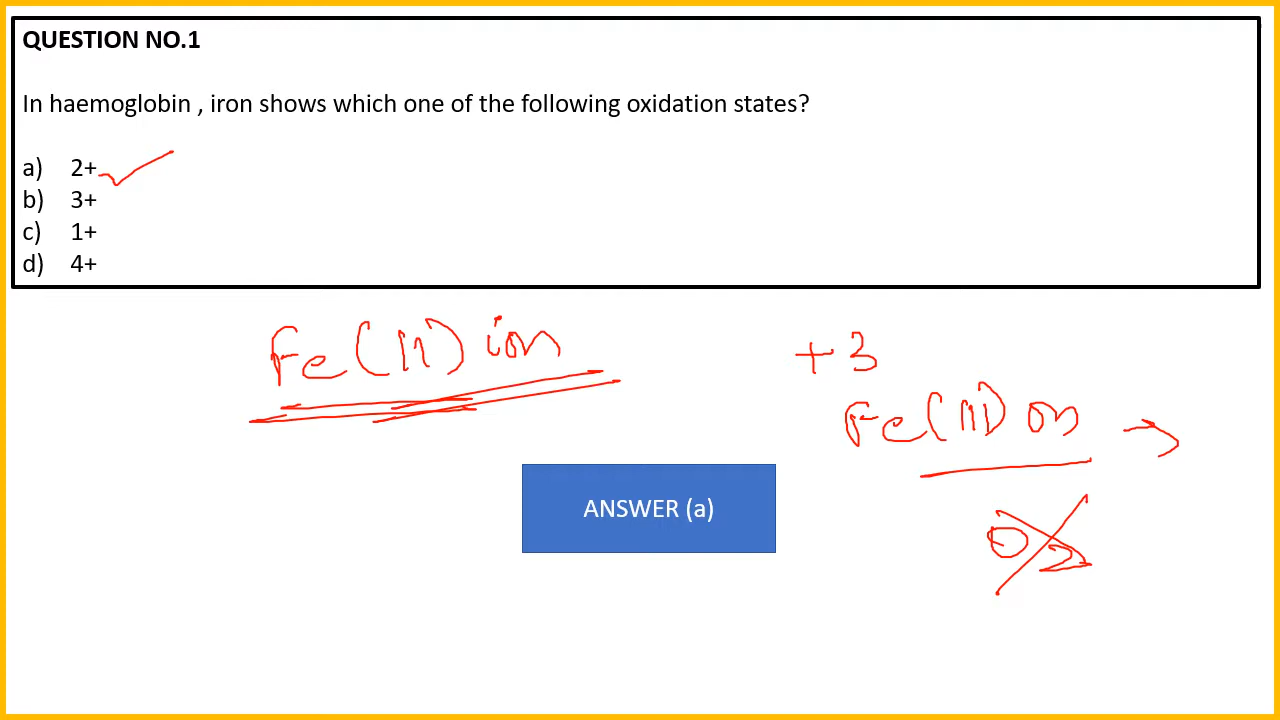 QUESTION NO.1
In haemoglobin , iron shows which one of the following oxidation states?
a) 2+
b) 3+
c) 1+
d) 4+
Fe(II) ion
+3
Fe(III) on
ANSWER (a)
O2